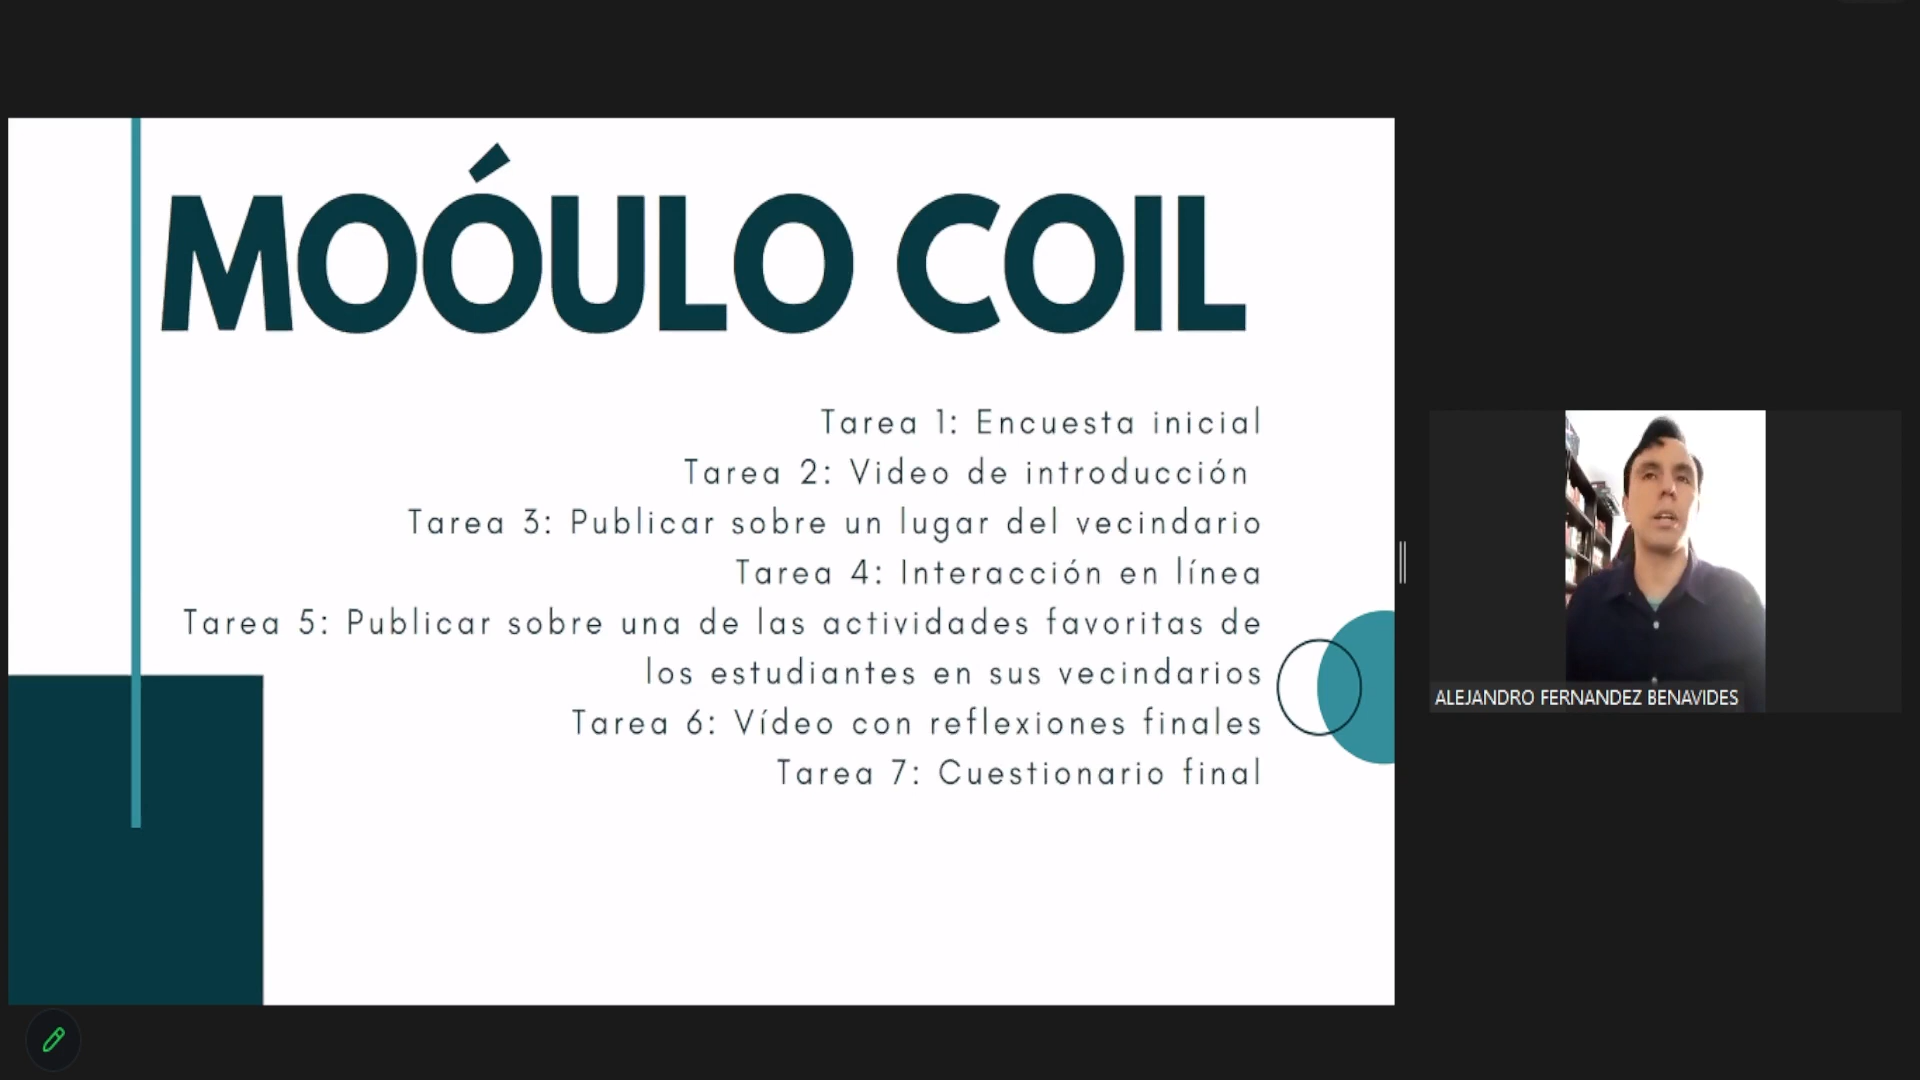 MOÓULO COIL
Tarea 1: Encuesta inicial
Tarea 2: Video de introducción
Tarea 3: Publicar sobre un lugar del vecindario
Tarea 4: Interacción en línea
Tarea 5: Publicar sobre una de las actividades favoritas de
los estudiantes en sus vecindarios
Tarea 6: Vídeo con reflexiones finales
Tarea 7: Cuestionario final
ALEJANDRO FERNANDEZ BENAVIDES